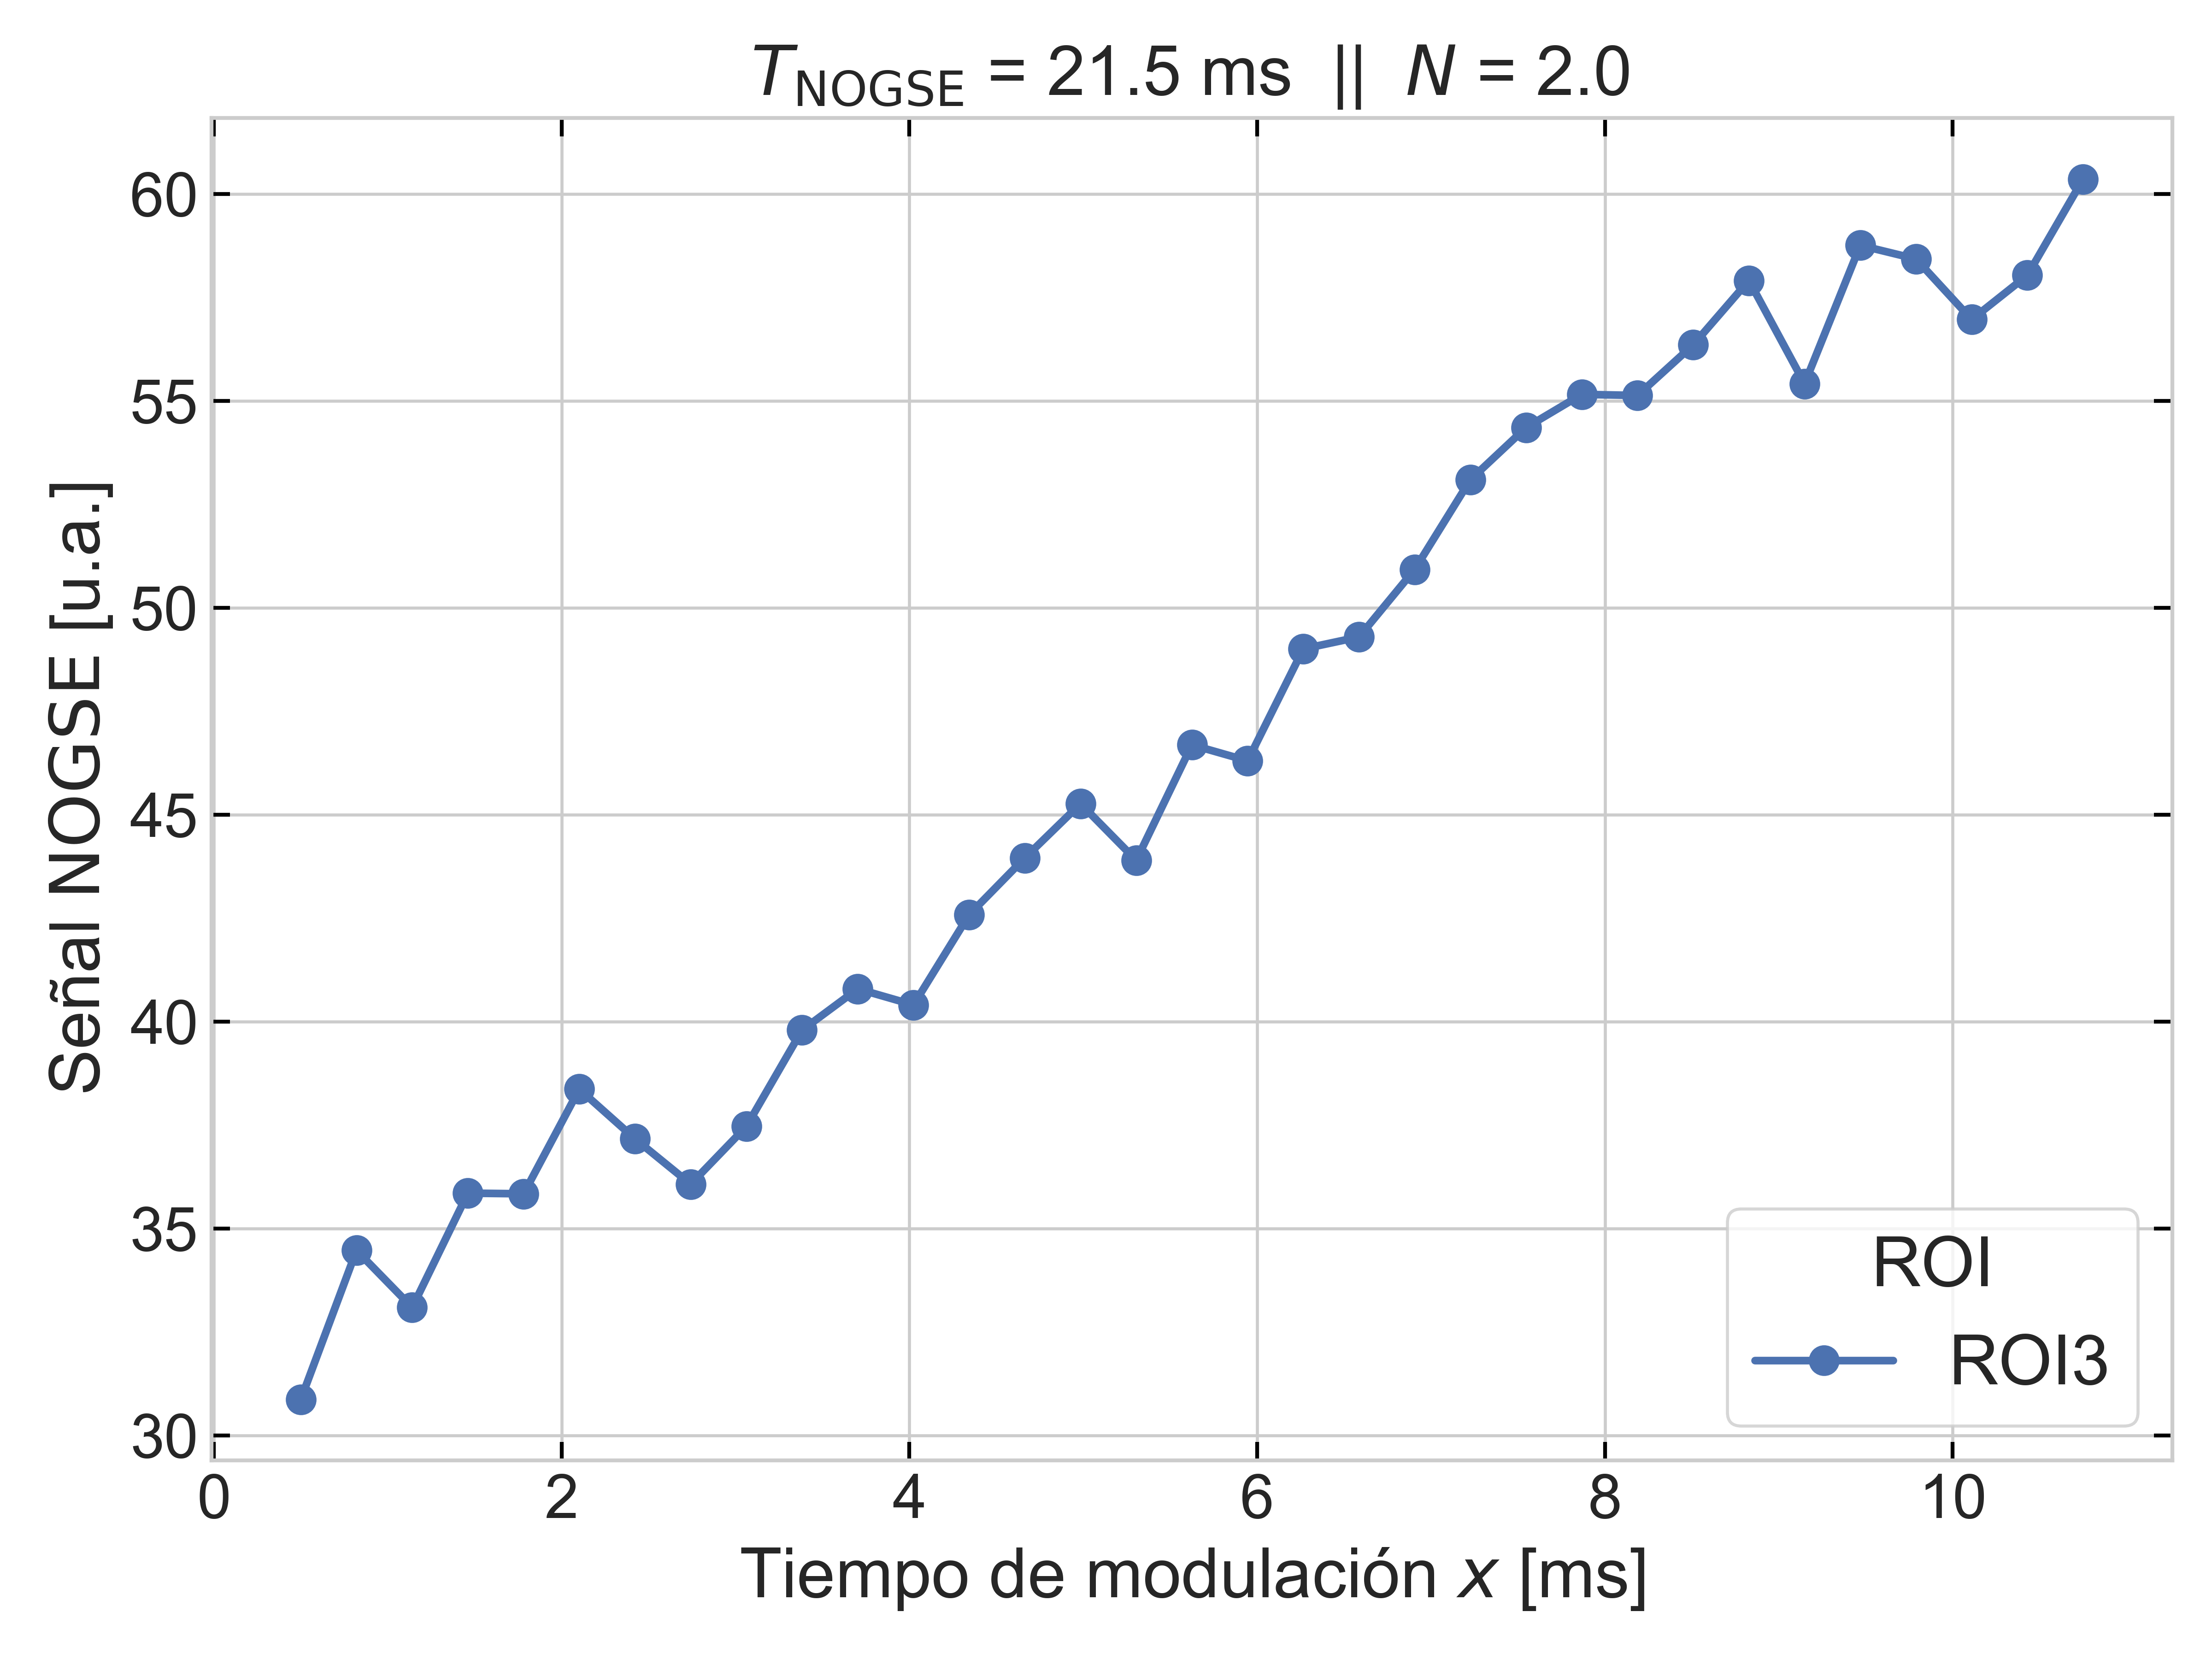 T_NOGSE = 21.5 ms || N = 2.0
Señal NOGSE [u.a.]
60
55
50
45
40
35
30
ROI
ROI3
0 2 4 6 8 10
Tiempo de modulación x [ms]